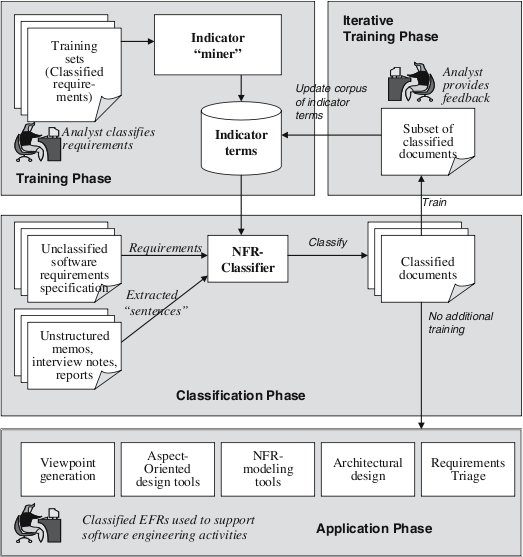 Training
sets
(Classified
require-
ments)
Indicator
“miner”
Analyst classifies
requirements
Indicator
terms
Training Phase
Iterative
Training Phase
Analyst
provides
feedback
Update corpus
of indicator
terms
Subset of
classified
documents
Train
Unclassified
software
requirements
specification
Requirements
NFR-
Classifier
Classify
Classified
documents
Extracted
“sentences”
Unstructured
memos,
interview notes,
reports
No additional
training
Classification Phase
Viewpoint
generation
Aspect-
Oriented
design tools
NFR-
modeling
tools
Architectural
design
Requirements
Triage
Classified EFRs used to support
software engineering activities
Application Phase